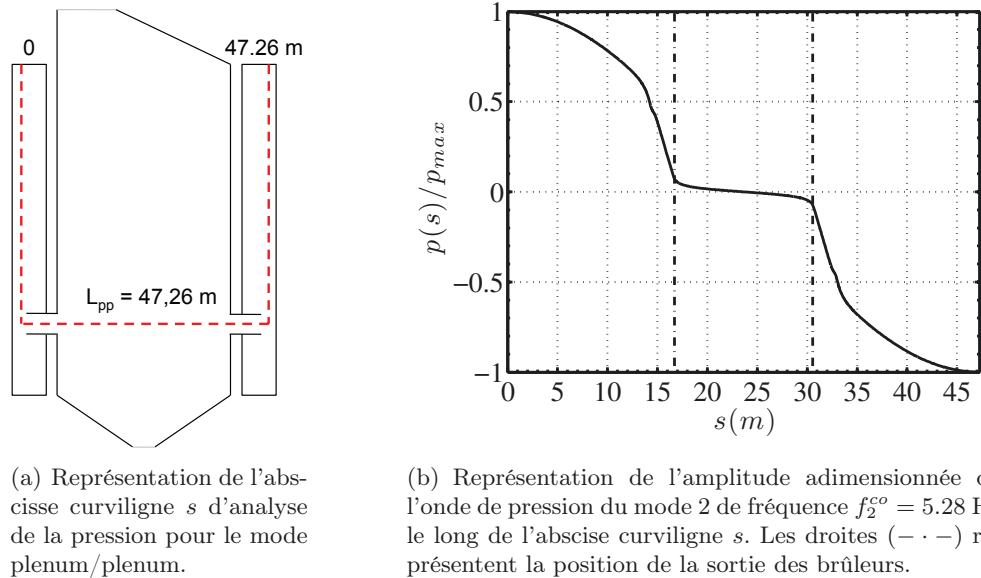 0
47.26 m
L_pp = 47,26 m
1
0.5
0
−0.5
−1
p(s)/p_max
0 5 10 15 20 25 30 35 40 45
s(m)
(a) Représentation de l'abs-
cisse curviligne s d'analyse
de la pression pour le mode
plenum/plenum.
(b) Représentation de l'amplitude adimensionnée d
l'onde de pression du mode 2 de fréquence f_2^co = 5.28 H
le long de l'abscise curviligne s. Les droites (− · −) r
présentent la position de la sortie des brûleurs.